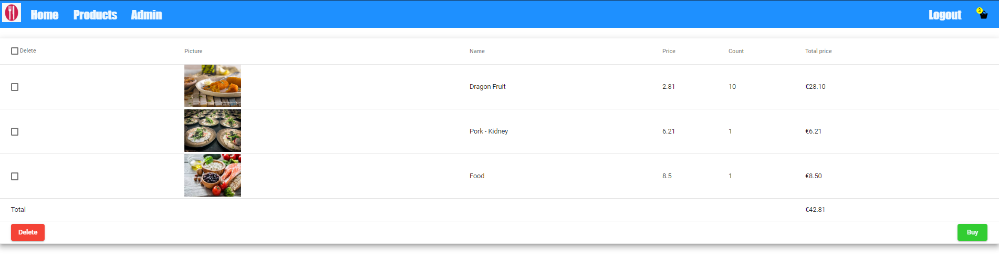 Home Products Admin Logout 3
Delete Picture Name Price Count Total price
Dragon Fruit 2.81 10 €28.10
Pork - Kidney 6.21 1 €6.21
Food 8.5 1 €8.50
Total €42.81
Delete Buy